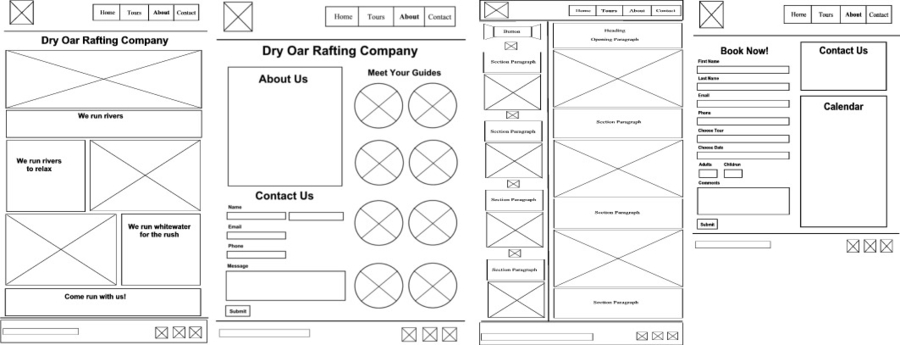 Home Tours About Contact
Dry Oar Rafting Company
We run rivers
We run rivers
to relax
We run whitewater
for the rush
Come run with us!
Home Tours About Contact
Dry Oar Rafting Company
About Us
Meet Your Guides
Contact Us
Name
Email
Phone
Message
Submit
Home Tours About Contact
Button
Section Paragraph
Section Paragraph
Section Paragraph
Section Paragraph
Heading
Opening Paragraph
Section Paragraph
Section Paragraph
Section Paragraph
Home Tours About Contact
Book Now!
First Name
Last Name
Email
Phone
Choose Tour
Choose Date
Adults Children
Comments
Submit
Contact Us
Calendar